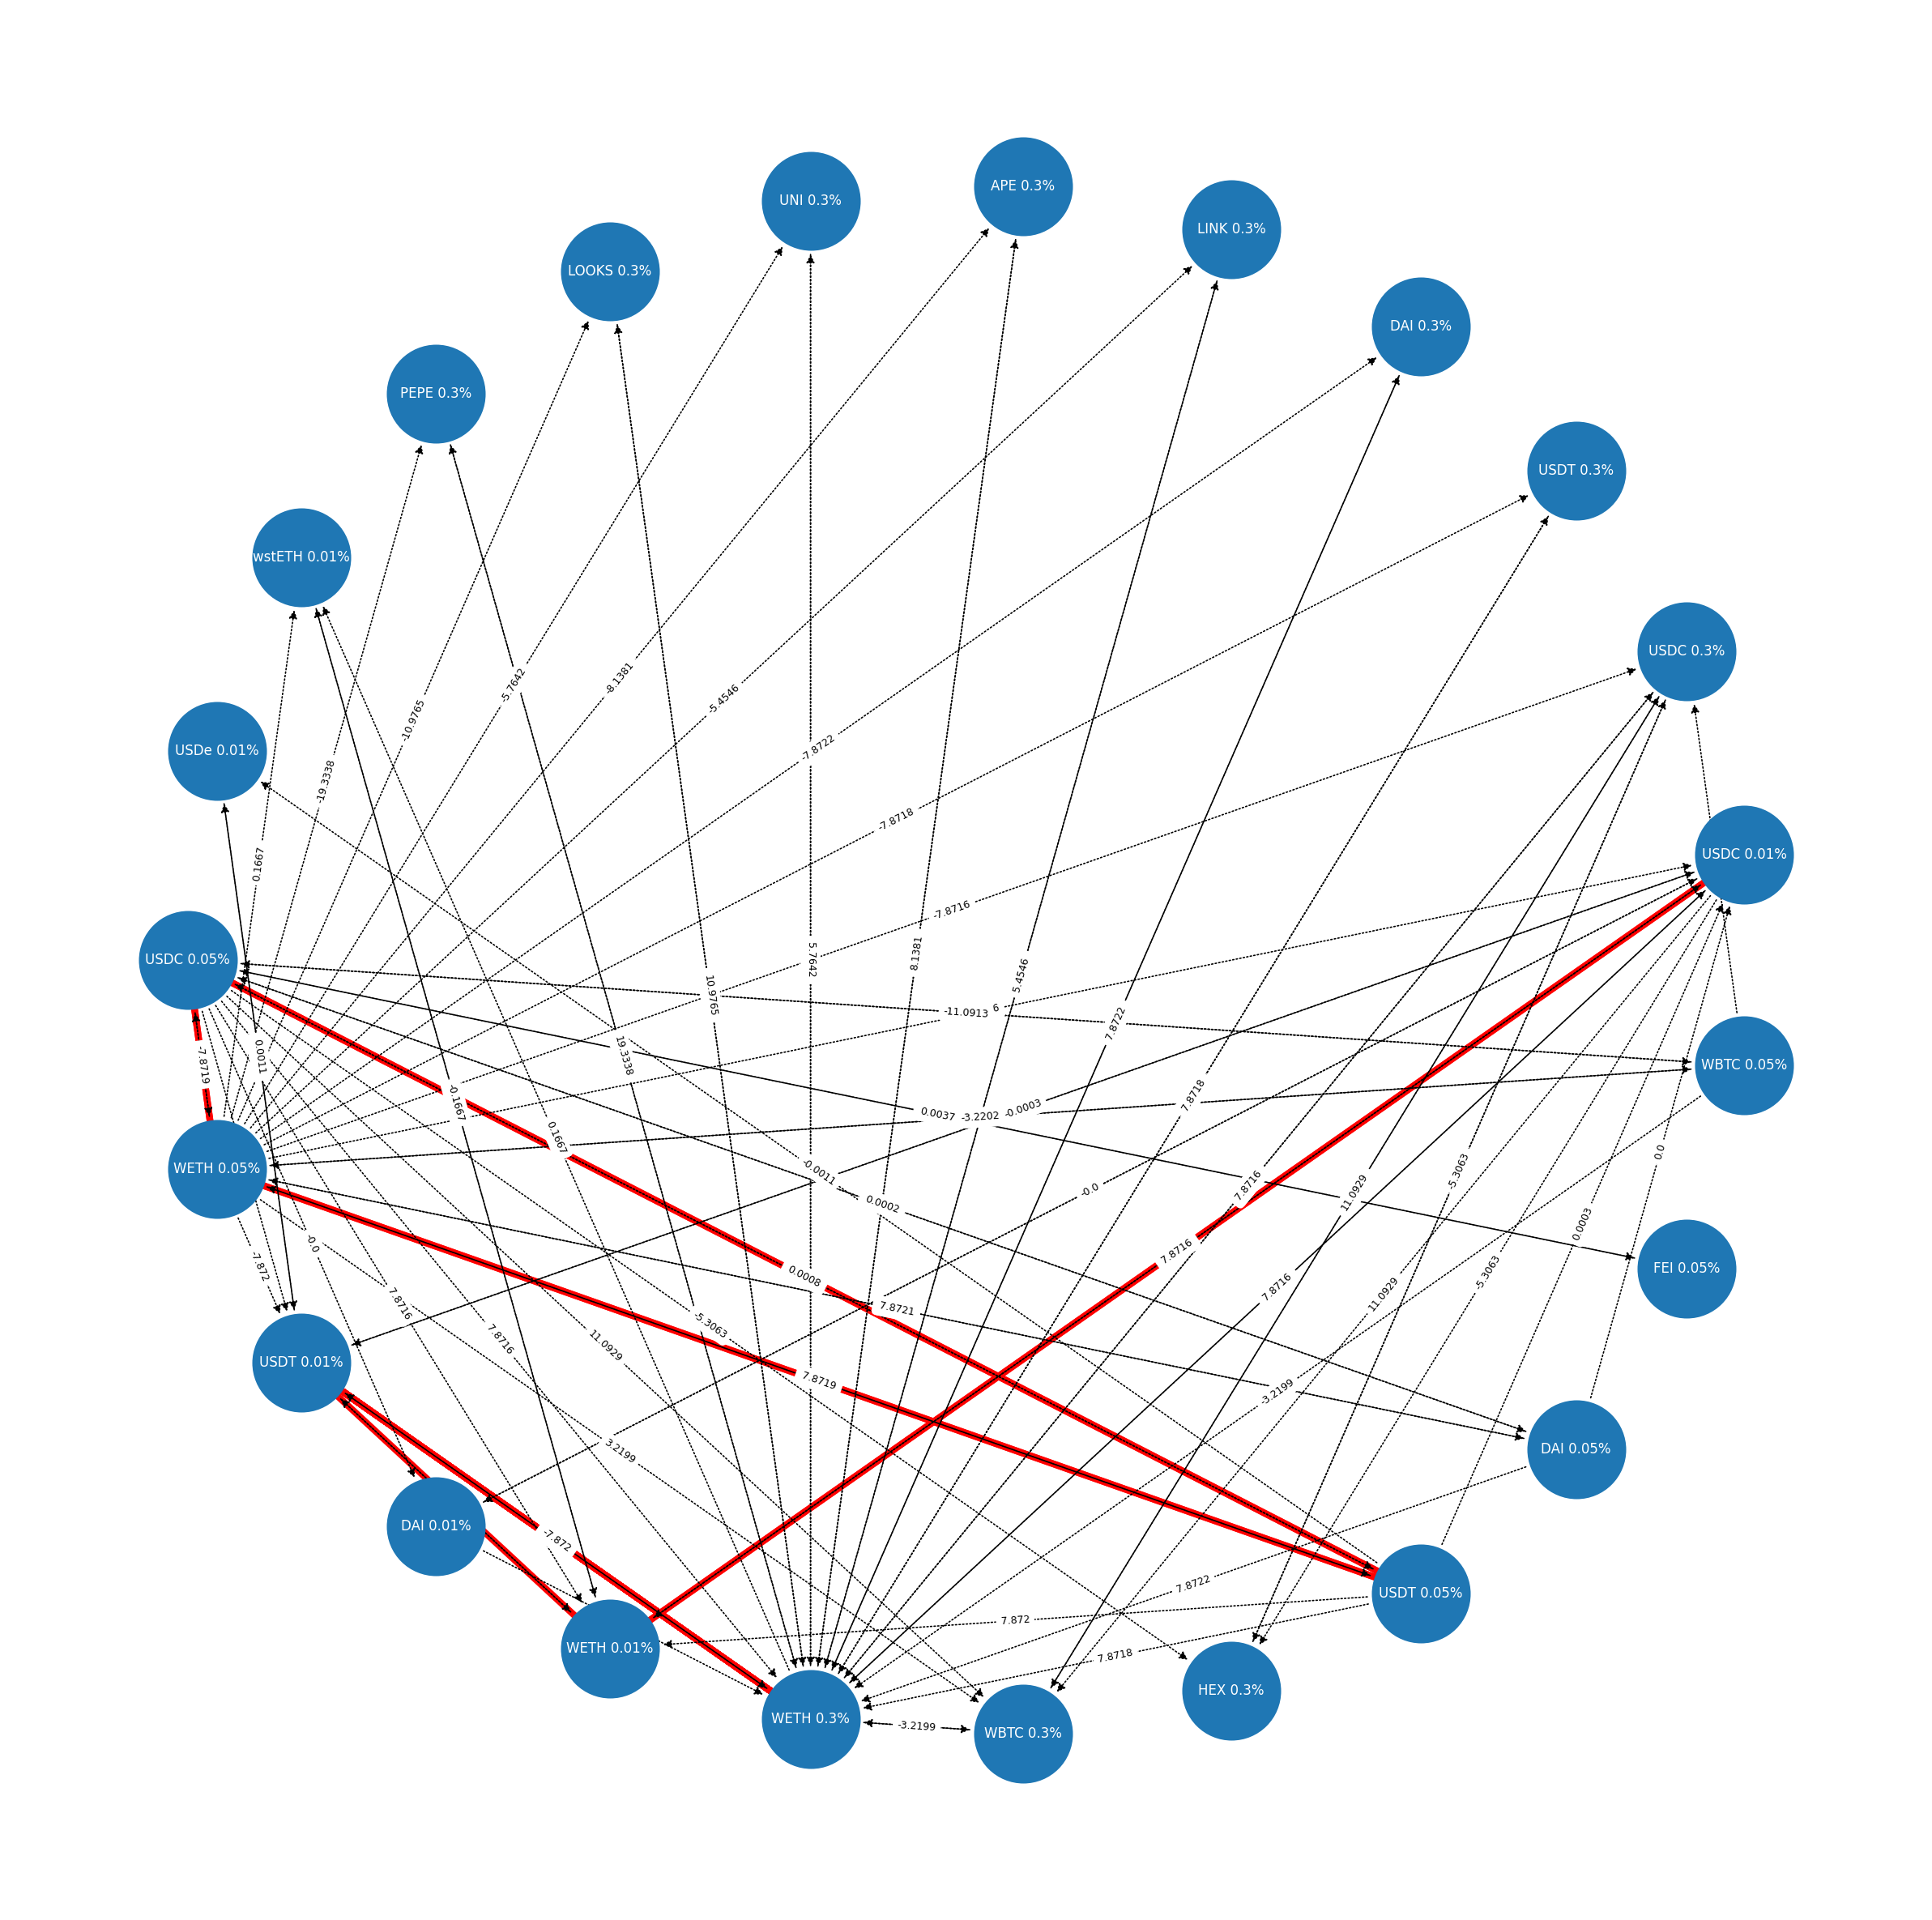 APE 0.3%
UNI 0.3%
LINK 0.3%
LOOKS 0.3%
DAI 0.3%
PEPE 0.3%
USDT 0.3%
wstETH 0.01%
USDC 0.3%
-5.7642
-8.1381
-5.4546
-10.9765
USDe 0.01%
-7.8722
-19.3338
-7.8718
USDC 0.01%
0.1667
-7.8716
8.1381
USDC 0.05%
5.7642
5.4546
10.9765
-11.0913
6
7.8722
0.0011
19.3338
WBTC 0.05%
-7.8719
7.8718
-0.1667
0.0037
-3.2202
-0.0003
0.1667
0.0
WETH 0.05%
-0.0011
-5.3063
7.8716
-0.0
11.0929
0.0002
0.0003
-0.0
7.8716
-7.872
FEI 0.05%
0.0008
-5.3063
7.8716
11.0929
7.8716
7.8721
-5.3063
7.8716
11.0929
USDT 0.01%
7.8719
-3.2199
3.2199
DAI 0.05%
DAI 0.01%
-7.872
7.8722
USDT 0.05%
7.872
WETH 0.01%
7.8718
HEX 0.3%
WETH 0.3%
-3.2199
WBTC 0.3%